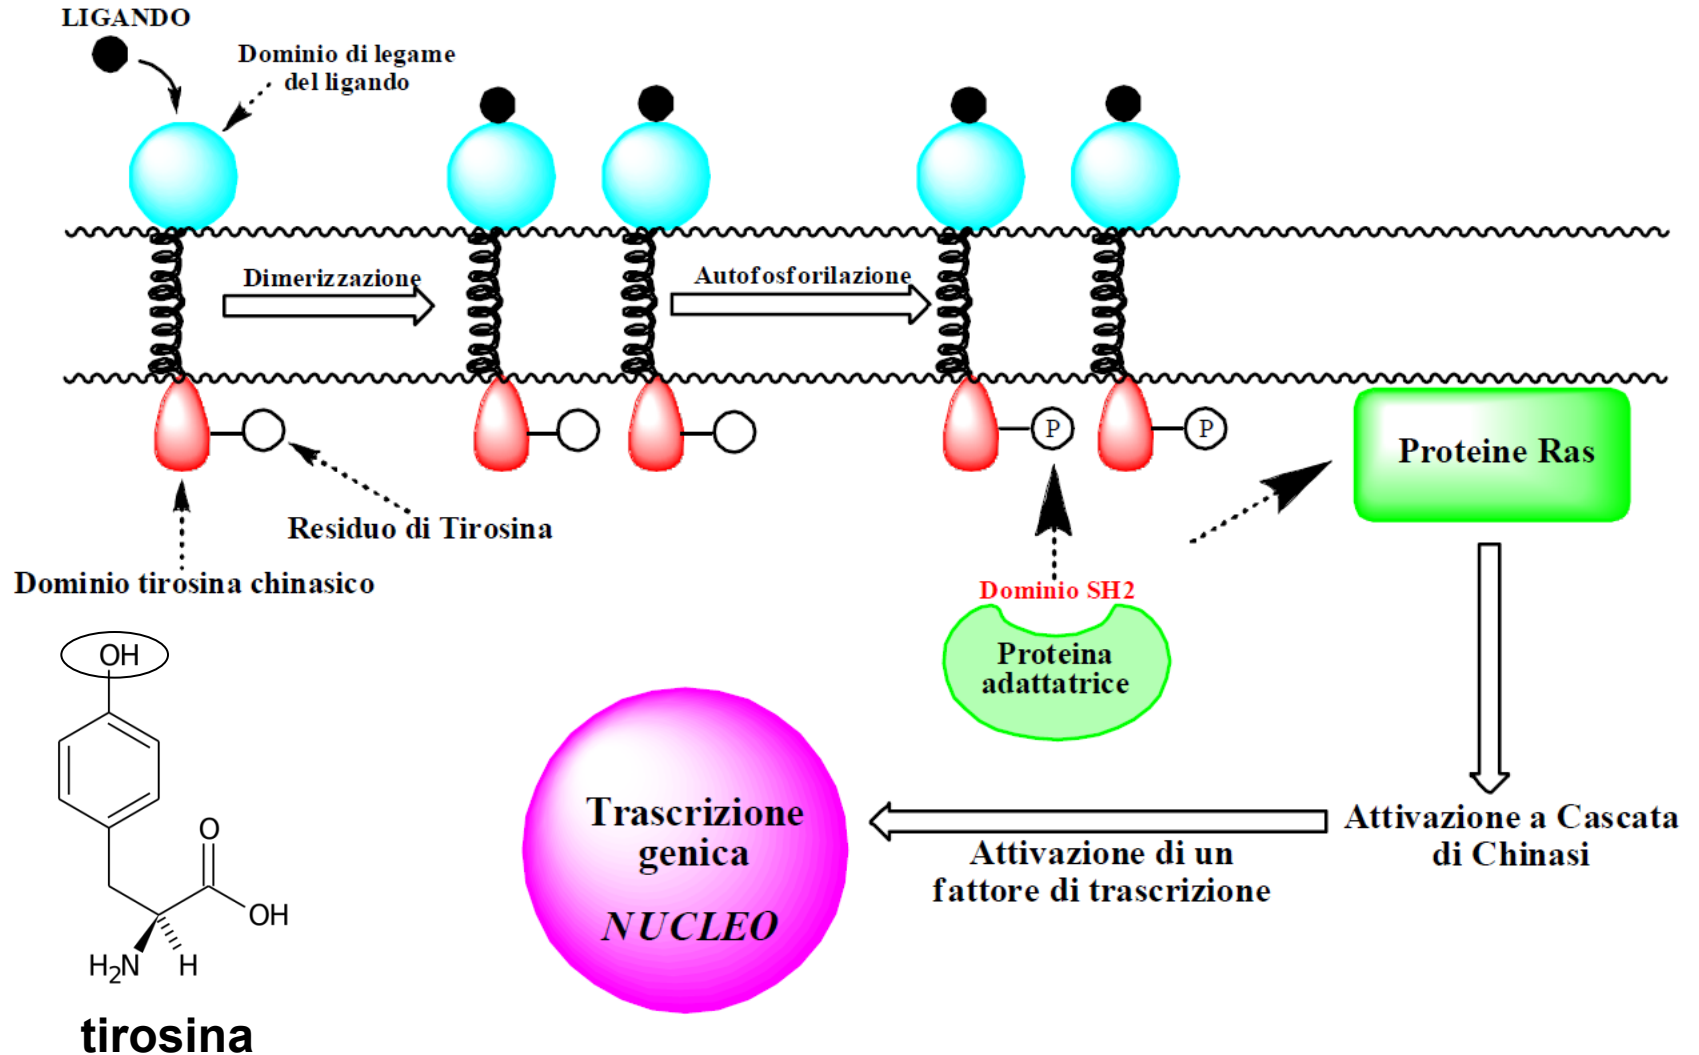 LIGANDO
Dominio di legame
del ligando
Dimerizzazione
Autofosforilazione
P
P
Proteine Ras
Residuo di Tirosina
Dominio tirosina chinasico
Dominio SH2
Proteina
adattatrice
OH
O
OH
H2N
H
tirosina
Trascrizione
genica
NUCLEO
Attivazione a Cascata
di Chinasi
Attivazione di un
fattore di trascrizione